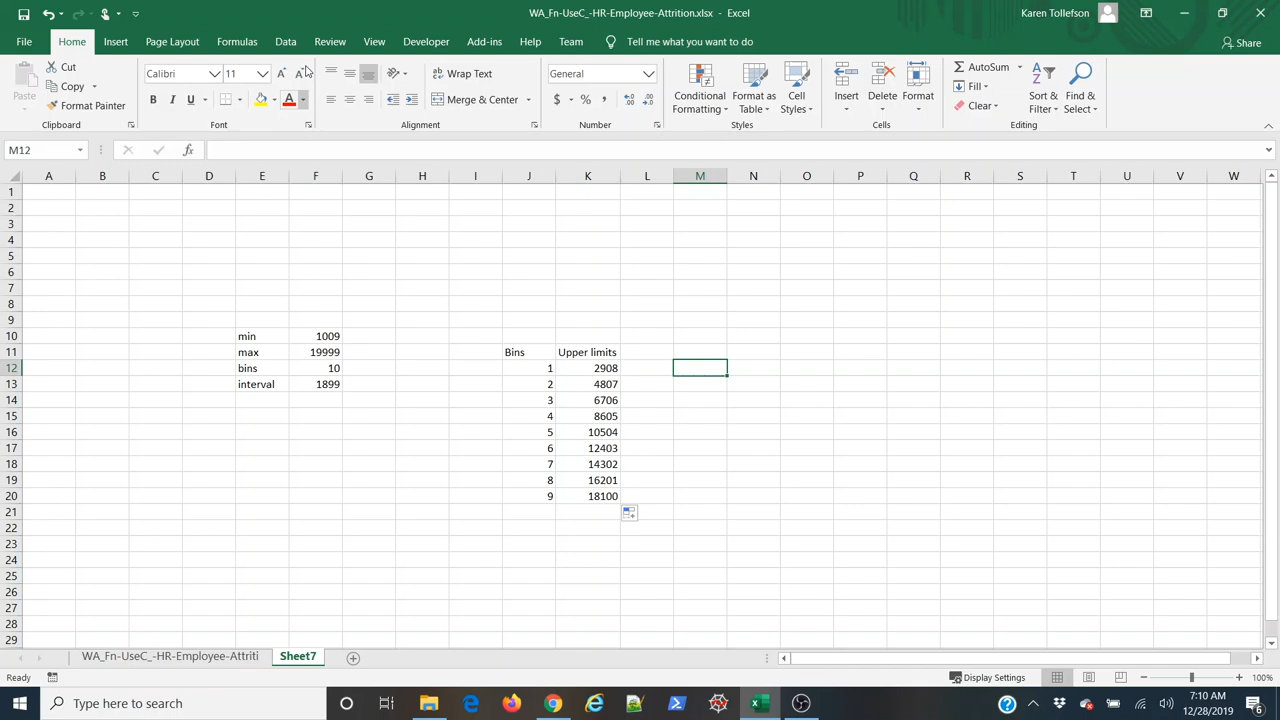 WA_Fn-UseC_-HR-Employee-Attrition.xlsx - Excel
Karen Tollefson
File Home Insert Page Layout Formulas Data Review View Developer Add-ins Help Team Tell me what you want to do Share
Paste Cut Copy Format Painter Clipboard
Calibri 11 B I U A A Font
Wrap Text Merge & Center Alignment
General $ % , Number
Conditional Formatting Format as Table Cell Styles Styles
Insert Delete Format Cells
AutoSum Fill Clear Sort & Filter Find & Select Editing
M12 fx
A B C D E F G H I J K L M N O P Q R S T U V W
1
2
3
4
5
6
7
8
9
10 min 1009
11 max 19999 Bins Upper limits
12 bins 10 1 2908
13 interval 1899 2 4807
14 3 6706
15 4 8605
16 5 10504
17 6 12403
18 7 14302
19 8 16201
20 9 18100
21
22
23
24
25
26
27
28
29
WA_Fn-UseC_-HR-Employee-Attriti Sheet7
Ready Display Settings 100%
Type here to search
7:10 AM
12/28/2019
6